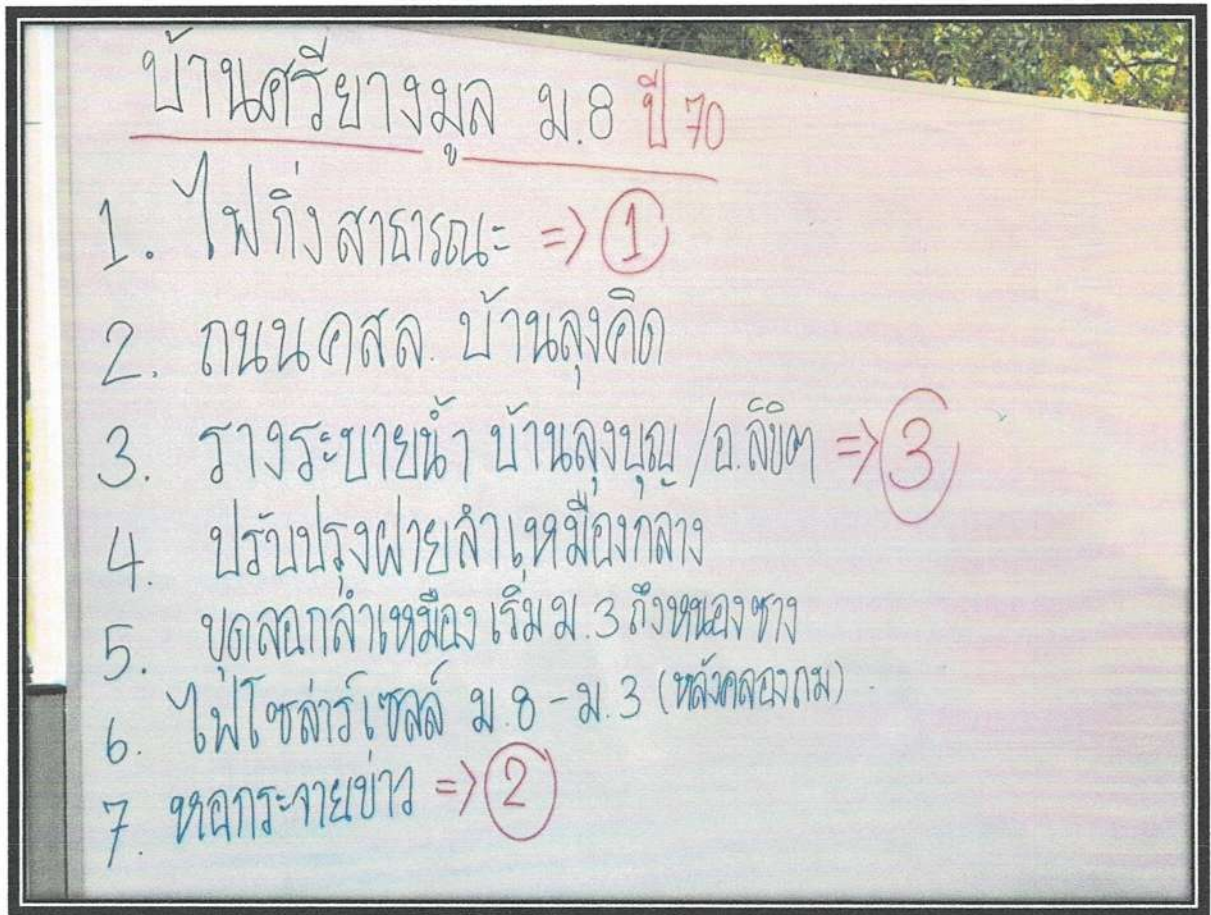 บ้านศรียางมูล ม.8 ปี 70
1. ไฟกิ่งสาธารณะ => 1
2. ถนน คสล. บ้านลุงคิด
3. รางระบายน้ำ บ้านลุงบุญ /อ.ลิขิต => 3
4. ปรับปรุงฝายลำเหมืองกลาง
5. ขุดลอกลำเหมือง เริ่ม ม.3 ถึงหนองซาง
6. ไฟโซล่าร์เซลล์ ม.8 - ม.3 (หลังคลองถม)
7. หอกระจายข่าว => 2